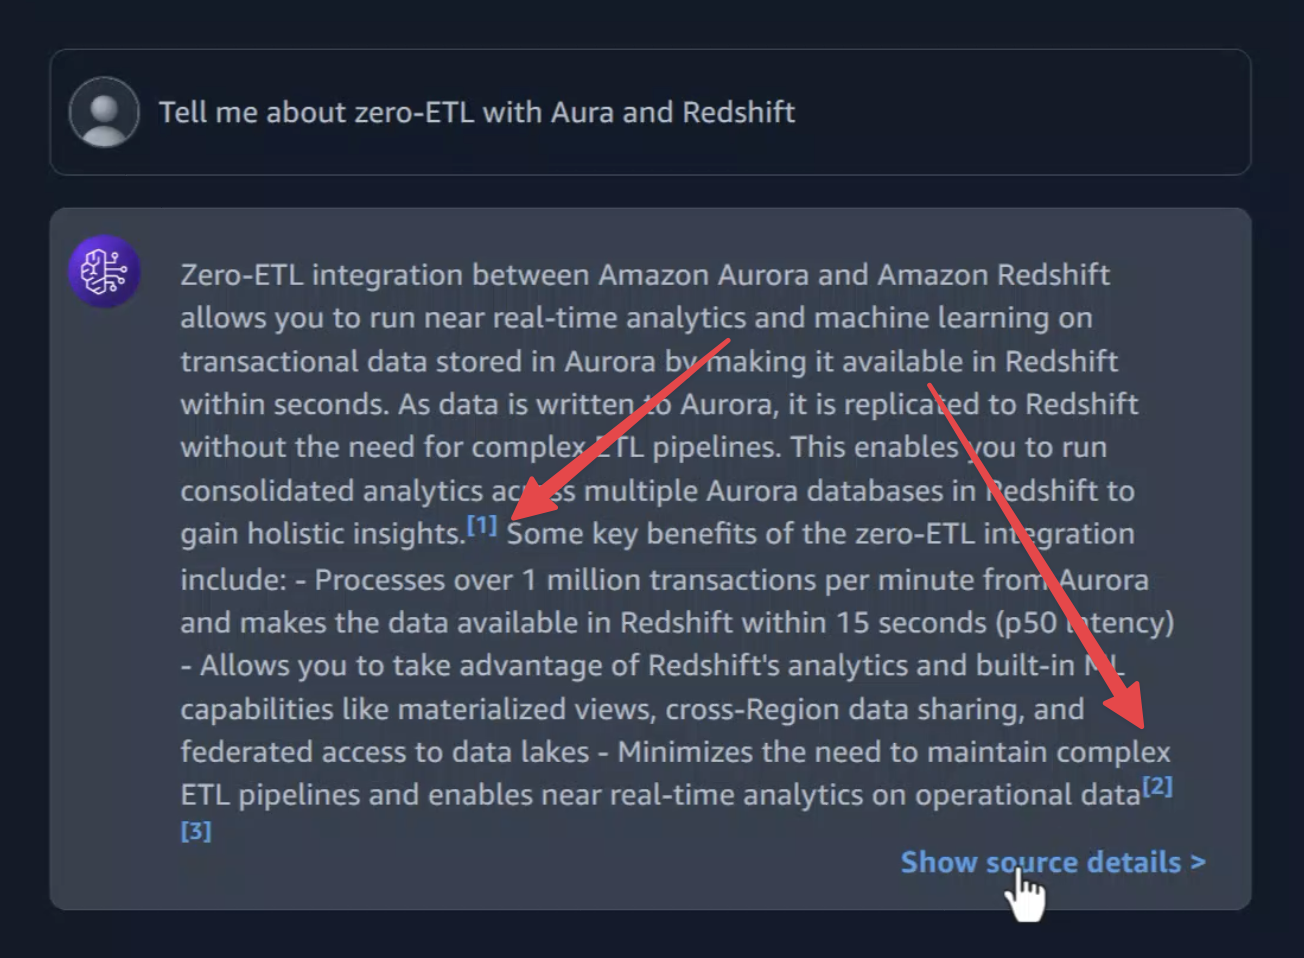 Tell me about zero-ETL with Aura and Redshift
Zero-ETL integration between Amazon Aurora and Amazon Redshift
allows you to run near real-time analytics and machine learning on
transactional data stored in Aurora by making it available in Redshift
within seconds. As data is written to Aurora, it is replicated to Redshift
without the need for complex ETL pipelines. This enables you to run
consolidated analytics across multiple Aurora databases in Redshift to
gain holistic insights.[1] Some key benefits of the zero-ETL integration
include: - Processes over 1 million transactions per minute from Aurora
and makes the data available in Redshift within 15 seconds (p50 latency)
- Allows you to take advantage of Redshift's analytics and built-in ML
capabilities like materialized views, cross-Region data sharing, and
federated access to data lakes - Minimizes the need to maintain complex
ETL pipelines and enables near real-time analytics on operational data[2]
[3]
Show source details >